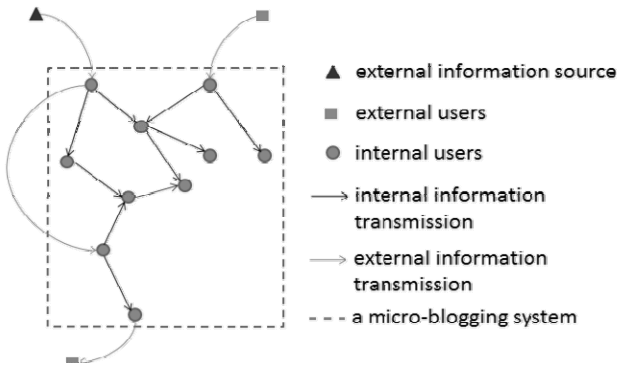 external information source
external users
internal users
internal information
transmission
external information
transmission
a micro-blogging system